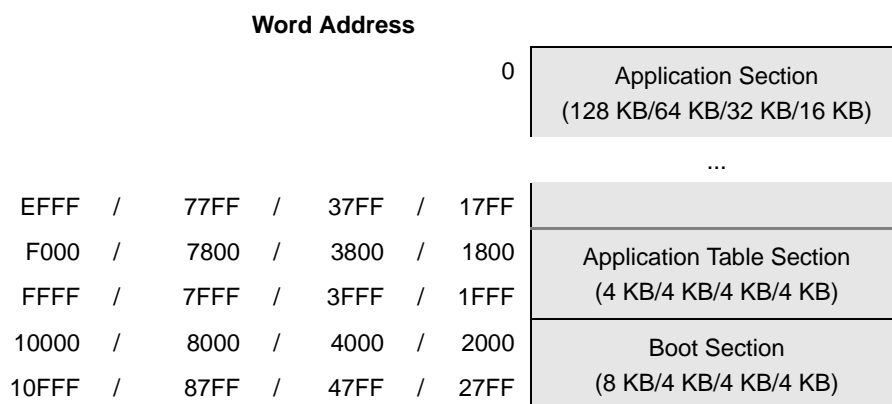 Word Address
0 Application Section
(128 KB/64 KB/32 KB/16 KB)
...
EFFF / 77FF / 37FF / 17FF
F000 / 7800 / 3800 / 1800 Application Table Section
FFFF / 7FFF / 3FFF / 1FFF (4 KB/4 KB/4 KB/4 KB)
10000 / 8000 / 4000 / 2000 Boot Section
10FFF / 87FF / 47FF / 27FF (8 KB/4 KB/4 KB/4 KB)